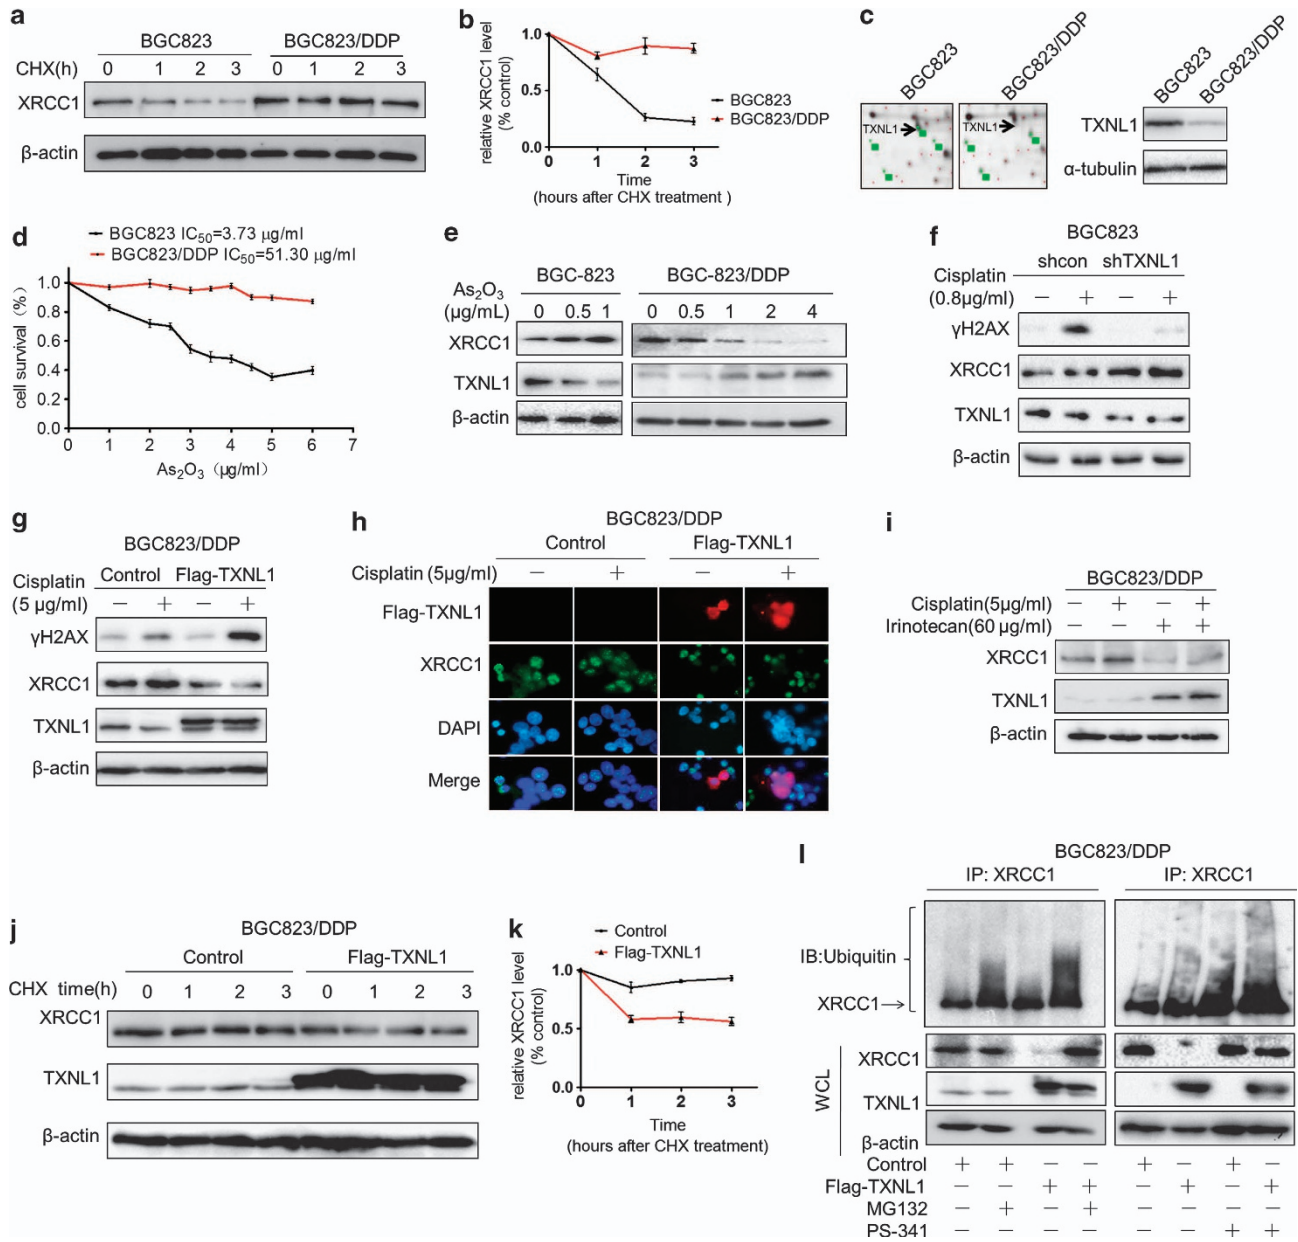 a
BGC823 BGC823/DDP
CHX(h) 0 1 2 3 0 1 2 3
XRCC1
β-actin
b
relative XRCC1 level
(% control)
1.0
0.5
0.0
0 1 2 3
Time
(hours after CHX treatment )
BGC823
BGC823/DDP
c
BGC823
BGC823/DDP
TXNL1
TXNL1
BGC823
BGC823/DDP
TXNL1
α-tubulin
d
BGC823 IC50=3.73 μg/ml
BGC823/DDP IC50=51.30 μg/ml
cell survival (%)
1.0
0.8
0.6
0.4
0.2
0.0
0 1 2 3 4 5 6 7
As2O3 (μg/ml)
e
BGC-823 BGC-823/DDP
As2O3
(μg/mL) 0 0.5 1 0 0.5 1 2 4
XRCC1
TXNL1
β-actin
f
BGC823
Cisplatin shcon shTXNL1
(0.8μg/ml) − + − +
γH2AX
XRCC1
TXNL1
β-actin
g
BGC823/DDP
Cisplatin Control Flag-TXNL1
(5 μg/ml) − + − +
γH2AX
XRCC1
TXNL1
β-actin
h
BGC823/DDP
Control Flag-TXNL1
Cisplatin (5μg/ml) − + − +
Flag-TXNL1
XRCC1
DAPI
Merge
i
BGC823/DDP
Cisplatin(5μg/ml) − + − +
Irinotecan(60 μg/ml) − − + +
XRCC1
TXNL1
β-actin
j
BGC823/DDP
Control Flag-TXNL1
CHX time(h) 0 1 2 3 0 1 2 3
XRCC1
TXNL1
β-actin
k
Control
Flag-TXNL1
relative XRCC1 level
(% control)
1.0
0.5
0.0
0 1 2 3
Time
(hours after CHX treatment)
l
BGC823/DDP
IP: XRCC1 IP: XRCC1
IB:Ubiquitin
XRCC1→
WCL
XRCC1
TXNL1
β-actin
Control + + − − + − + −
Flag-TXNL1 − − + + − + − +
MG132 − + − + − − − −
PS-341 − − − − − − + +